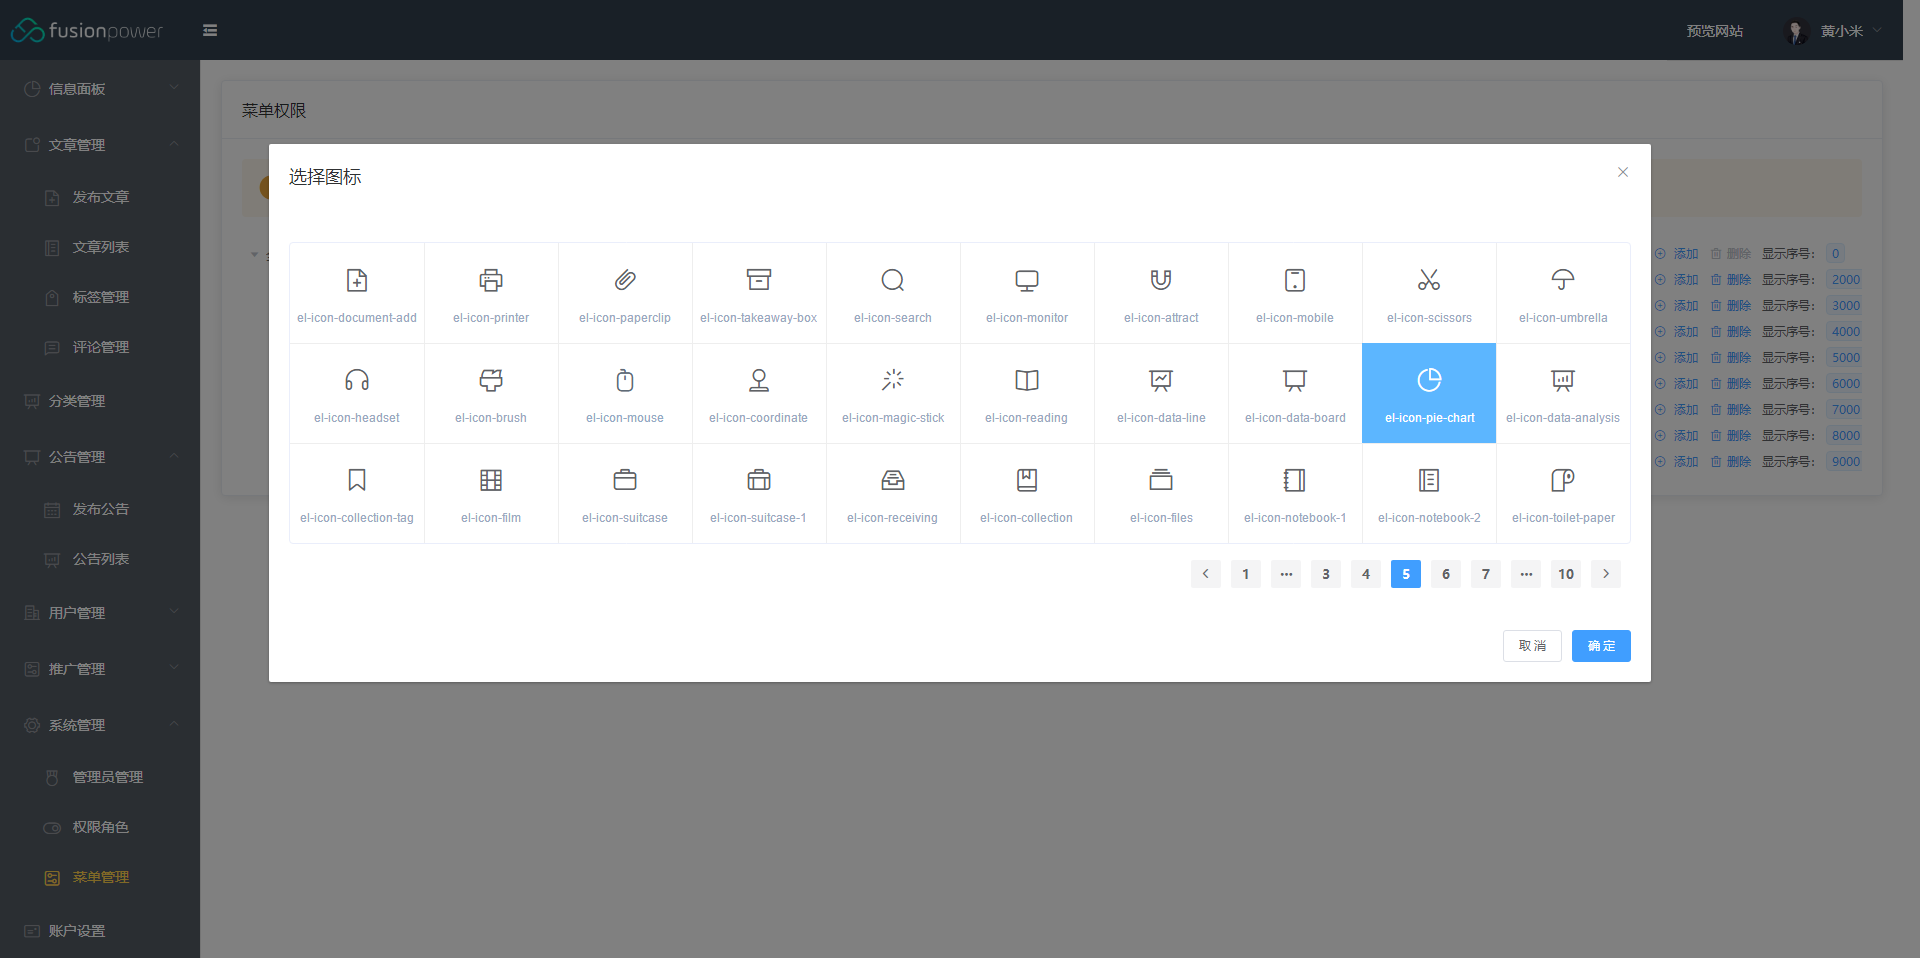 fusionpower
预览网站
黄小米
信息面板
文章管理
发布文章
文章列表
标签管理
评论管理
分类管理
公告管理
发布公告
公告列表
用户管理
推广管理
系统管理
管理员管理
权限角色
菜单管理
账户设置
菜单权限
选择图标
el-icon-document-add
el-icon-printer
el-icon-paperclip
el-icon-takeaway-box
el-icon-search
el-icon-monitor
el-icon-attract
el-icon-mobile
el-icon-scissors
el-icon-umbrella
el-icon-headset
el-icon-brush
el-icon-mouse
el-icon-coordinate
el-icon-magic-stick
el-icon-reading
el-icon-data-line
el-icon-data-board
el-icon-pie-chart
el-icon-data-analysis
el-icon-collection-tag
el-icon-film
el-icon-suitcase
el-icon-suitcase-1
el-icon-receiving
el-icon-collection
el-icon-files
el-icon-notebook-1
el-icon-notebook-2
el-icon-toilet-paper
1 ··· 3 4 5 6 7 ··· 10
取消 确定
添加 删除 显示序号： 0
添加 删除 显示序号： 2000
添加 删除 显示序号： 3000
添加 删除 显示序号： 4000
添加 删除 显示序号： 5000
添加 删除 显示序号： 6000
添加 删除 显示序号： 7000
添加 删除 显示序号： 8000
添加 删除 显示序号： 9000